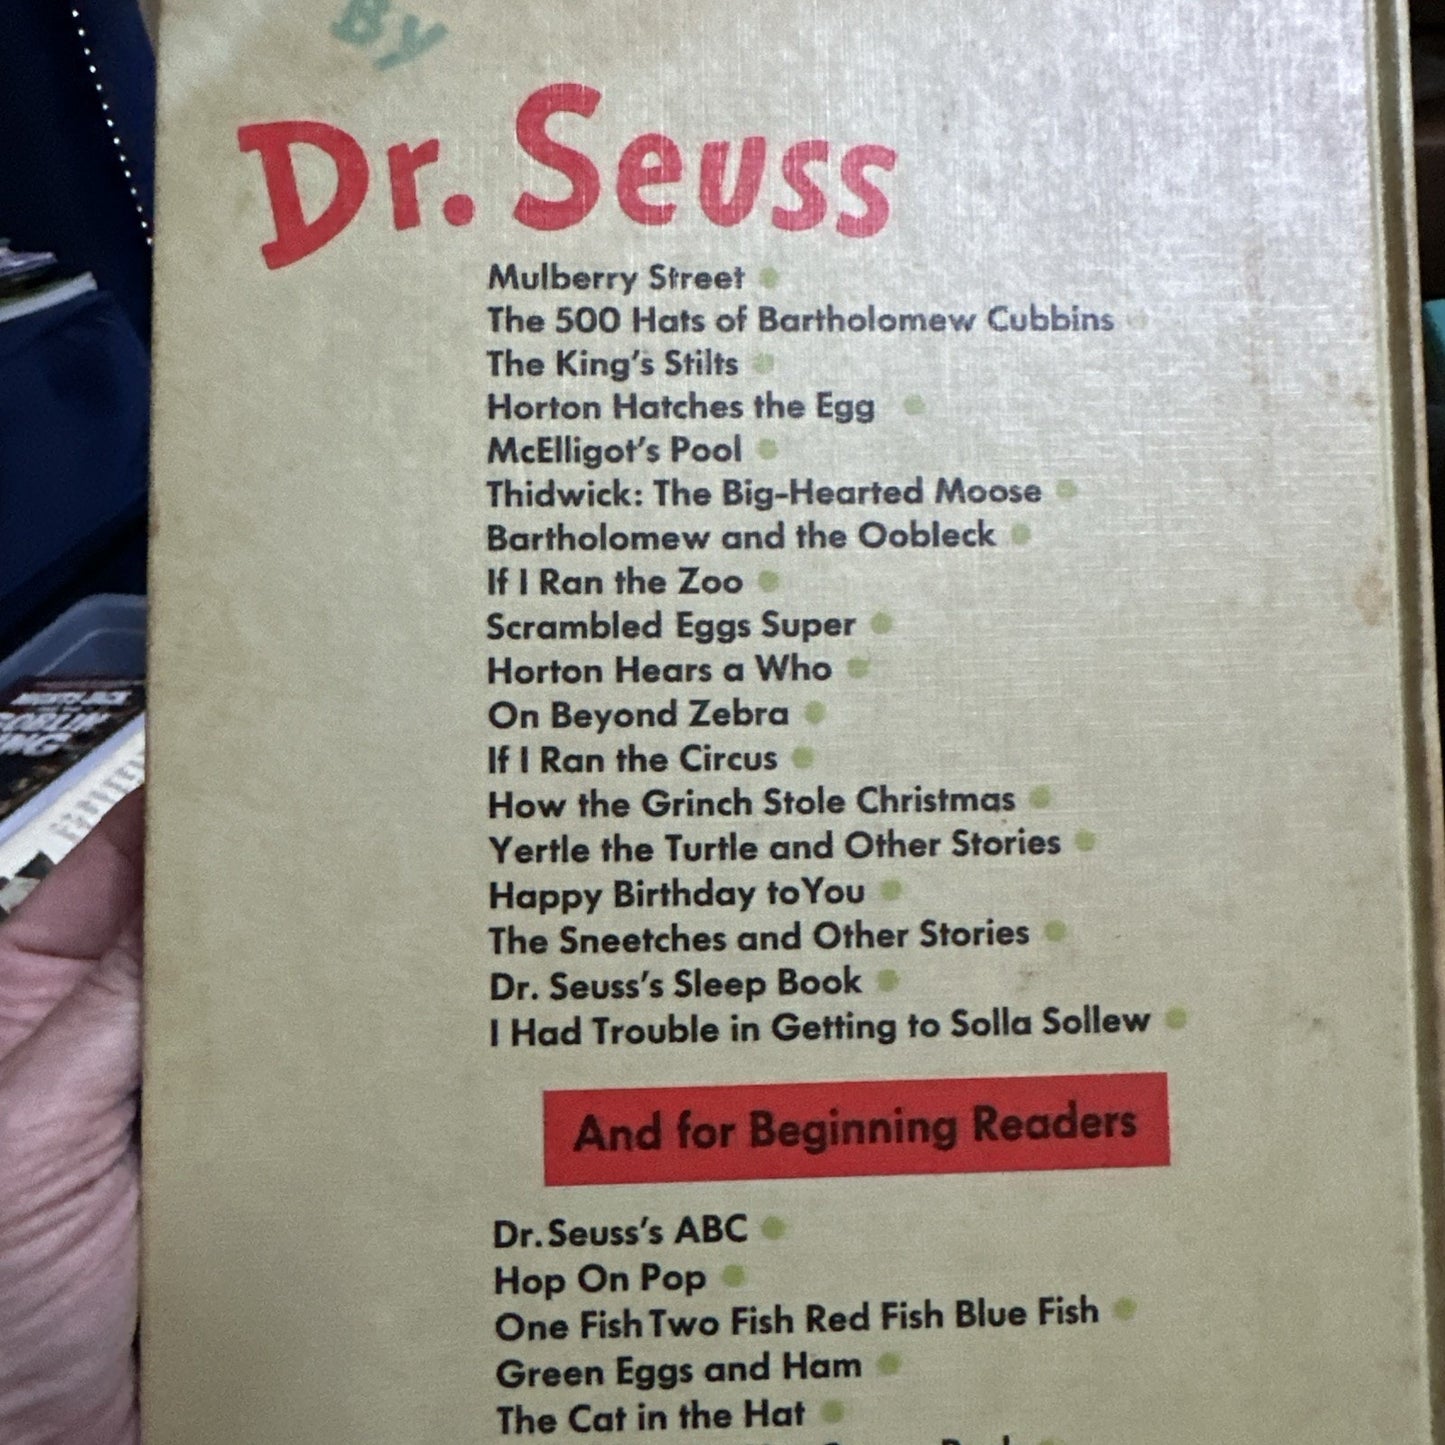 By
Dr. Seuss
Mulberry Street
The 500 Hats of Bartholomew Cubbins
The King's Stilts
Horton Hatches the Egg
McElligot's Pool
Thidwick: The Big-Hearted Moose
Bartholomew and the Oobleck
If I Ran the Zoo
Scrambled Eggs Super
Horton Hears a Who
On Beyond Zebra
If I Ran the Circus
How the Grinch Stole Christmas
Yertle the Turtle and Other Stories
Happy Birthday to You
The Sneetches and Other Stories
Dr. Seuss's Sleep Book
I Had Trouble in Getting to Solla Sollew
And for Beginning Readers
Dr. Seuss's ABC
Hop On Pop
One Fish Two Fish Red Fish Blue Fish
Green Eggs and Ham
The Cat in the Hat